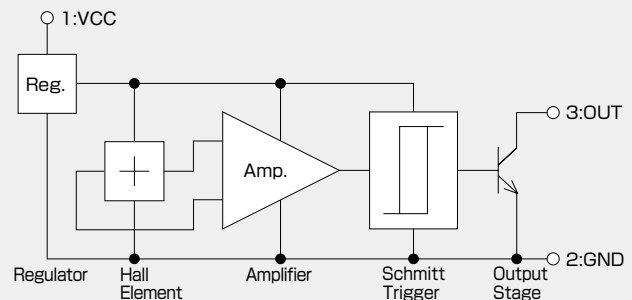 1:VCC
Reg.
Amp.
3:OUT
2:GND
Regulator
Hall
Element
Amplifier
Schmitt
Trigger
Output
Stage